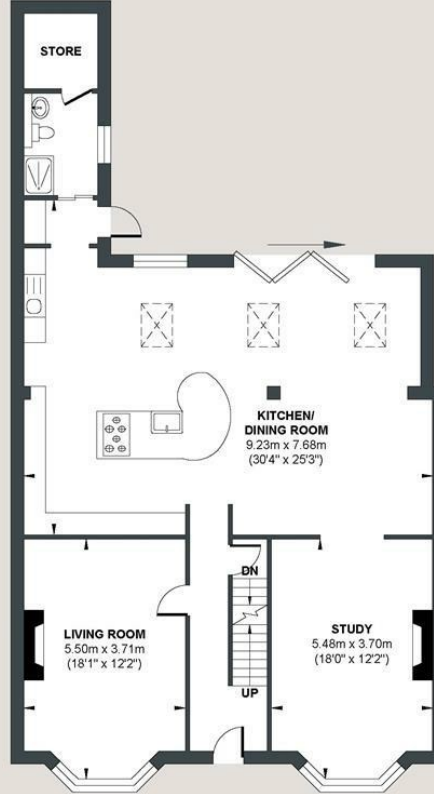 STORE
KITCHEN/
DINING ROOM
9.23m x 7.68m
(30'4" x 25'3")
DN
LIVING ROOM
5.50m x 3.71m
(18'1" x 12'2")
STUDY
5.48m x 3.70m
(18'0" x 12'2")
UP